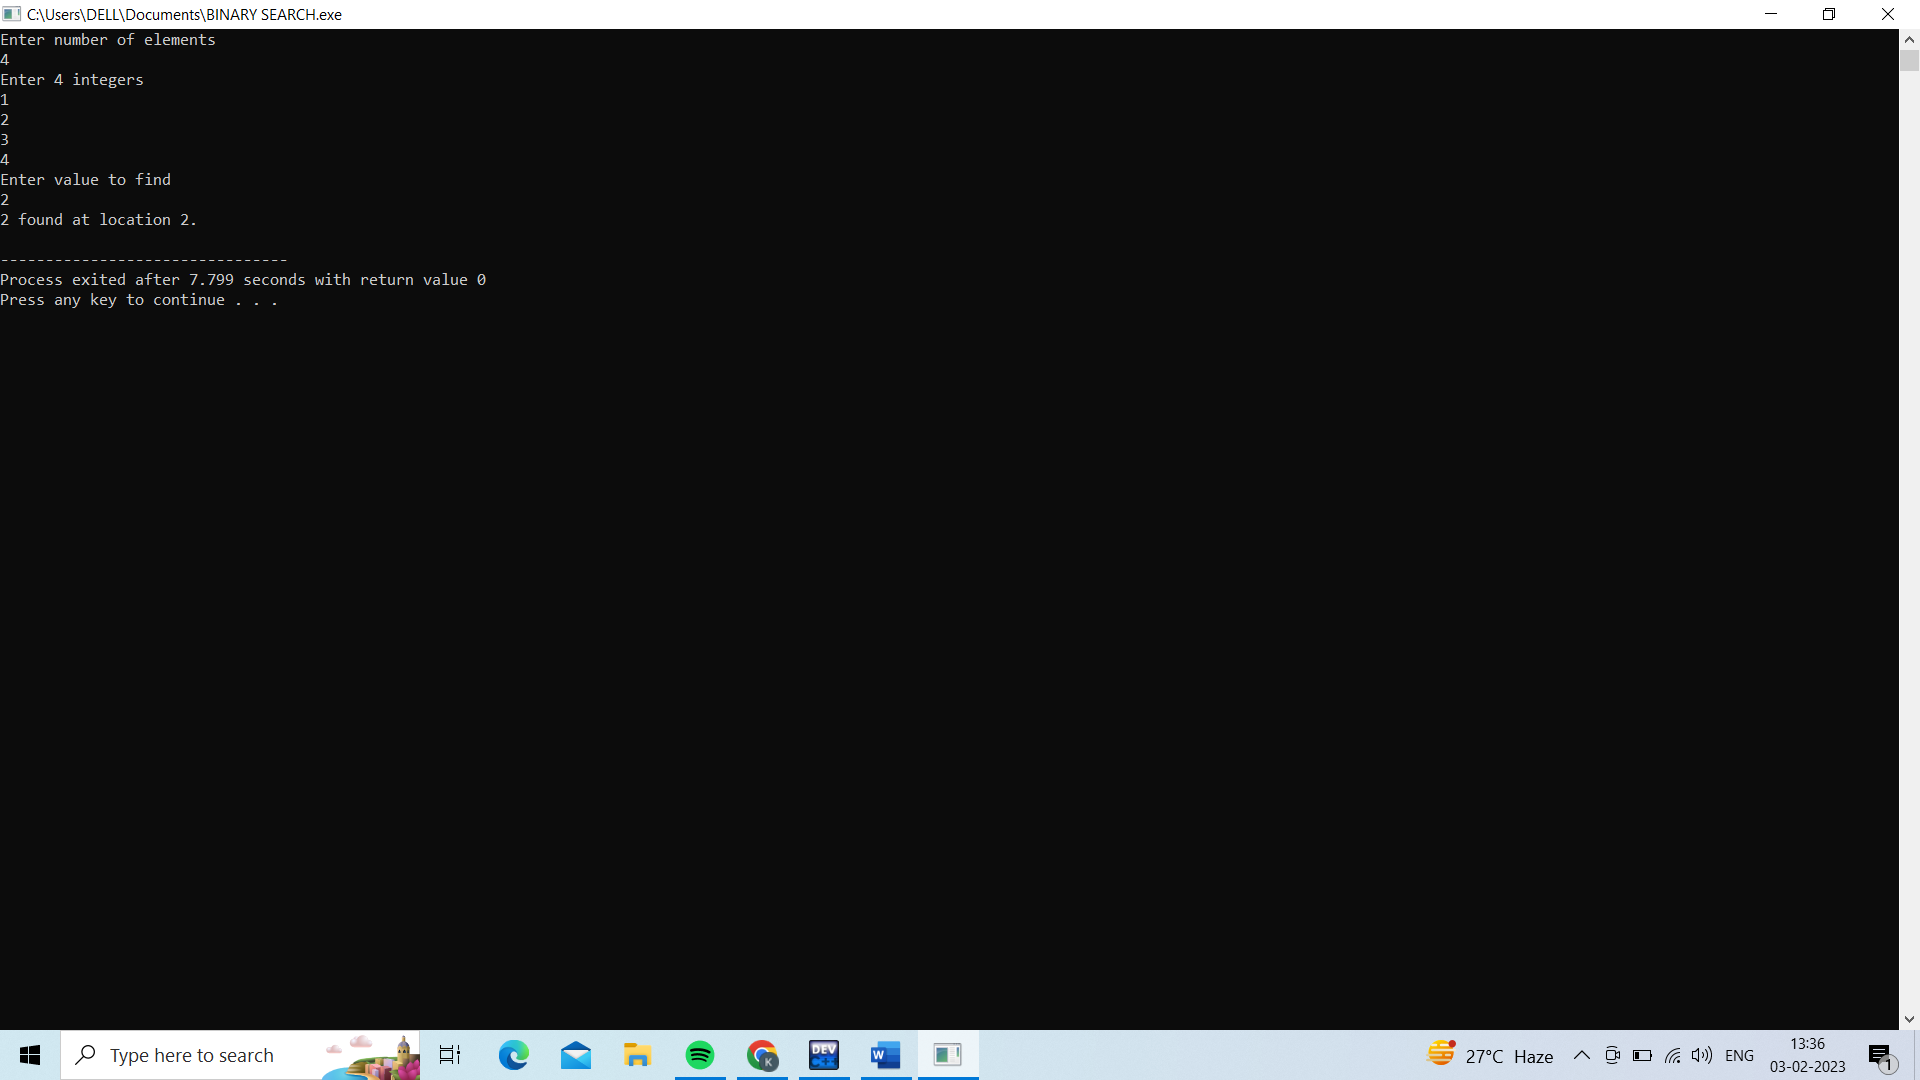 C:\Users\DELL\Documents\BINARY SEARCH.exe
Enter number of elements
4
Enter 4 integers
1
2
3
4
Enter value to find
2
2 found at location 2.
--------------------------------
Process exited after 7.799 seconds with return value 0
Press any key to continue . . .
Type here to search
K
DEV
C++
W
27°C Haze
ENG
13:36
03-02-2023
1